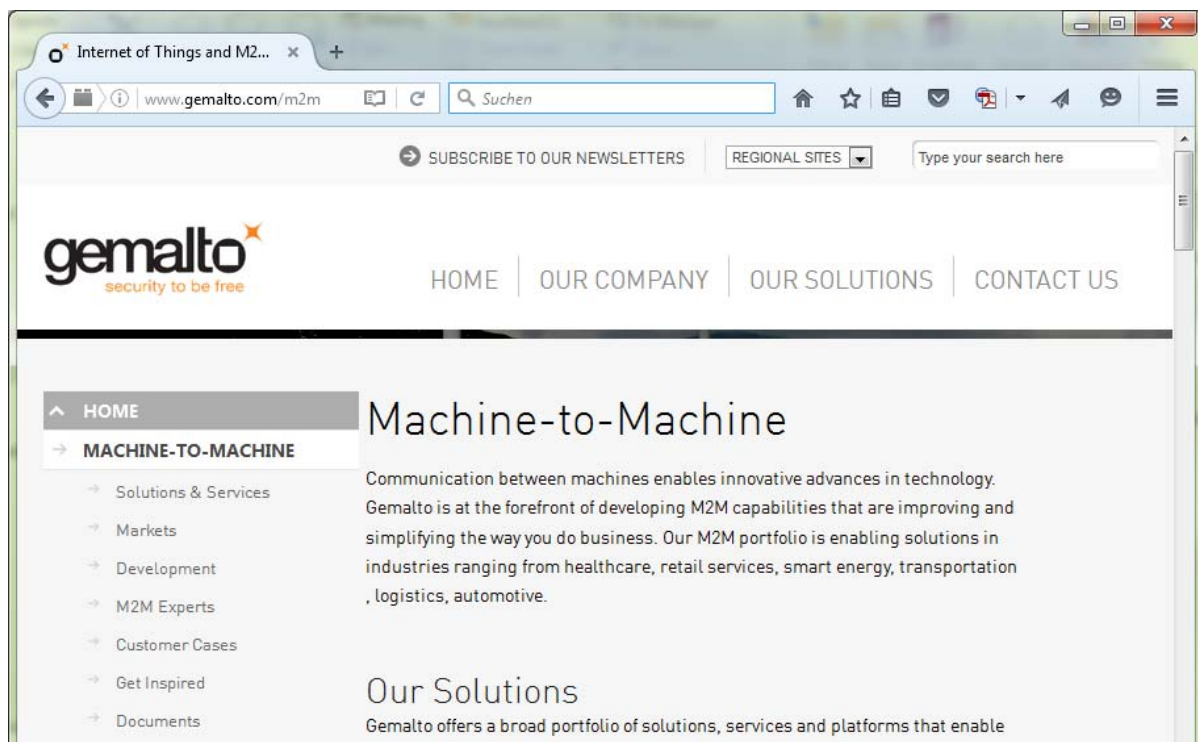 Internet of Things and M2...
www.gemalto.com/m2m
Suchen
SUBSCRIBE TO OUR NEWSLETTERS
REGIONAL SITES
Type your search here
gemalto
security to be free
HOME
OUR COMPANY
OUR SOLUTIONS
CONTACT US
HOME
MACHINE-TO-MACHINE
Solutions & Services
Markets
Development
M2M Experts
Customer Cases
Get Inspired
Documents
Machine-to-Machine
Communication between machines enables innovative advances in technology.
Gemalto is at the forefront of developing M2M capabilities that are improving and
simplifying the way you do business. Our M2M portfolio is enabling solutions in
industries ranging from healthcare, retail services, smart energy, transportation
, logistics, automotive.
Our Solutions
Gemalto offers a broad portfolio of solutions, services and platforms that enable